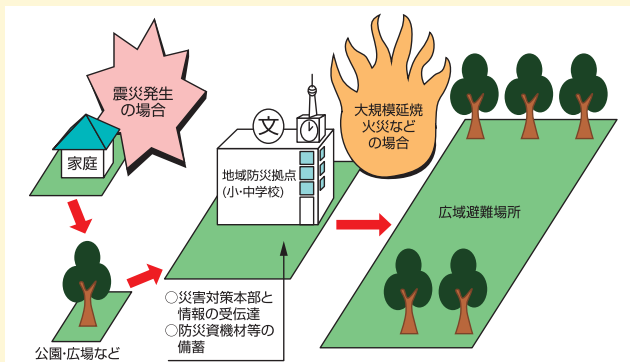 震災発生
の場合
家庭
公園・広場など
文
地域防災拠点
(小・中学校)
○災害対策本部と
情報の受伝達
○防災資機材等の
備蓄
大規模延焼
火災など
の場合
広域避難場所